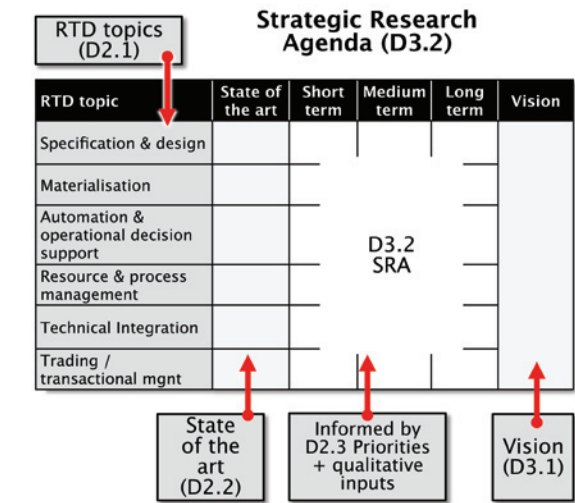 Strategic Research
Agenda (D3.2)
RTD topics
(D2.1)
RTD topic
State of
the art
Short
term
Medium
term
Long
term
Vision
Specification & design
Materialisation
Automation &
operational decision
support
Resource & process
management
Technical Integration
Trading /
transactional mgnt
D3.2
SRA
State
of the
art
(D2.2)
Informed by
D2.3 Priorities
+ qualitative
inputs
Vision
(D3.1)